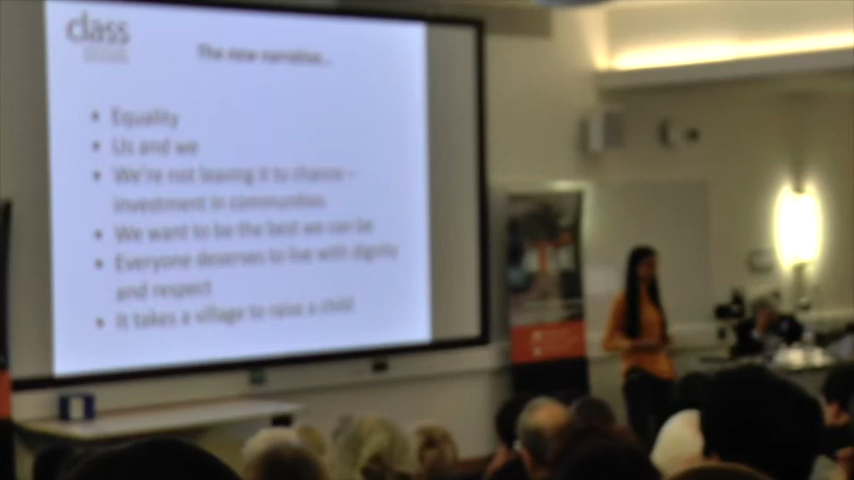 class
The new narrative...
• Equality
• Us and we
• We're not leaving it to chance –
investment in communities
• We want to be the best we can be
• Everyone deserves to live with dignity
and respect
• It takes a village to raise a child